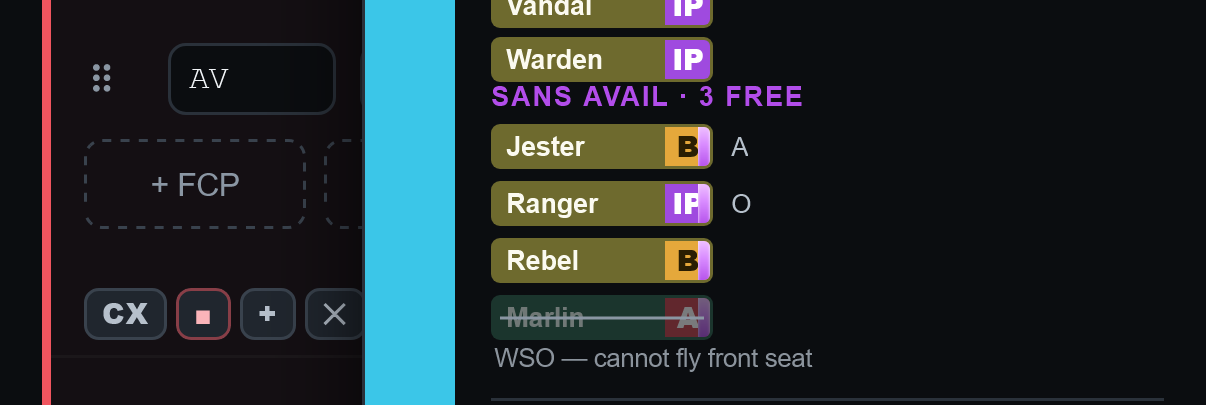 Vandal IP
Warden IP
AV
SANS AVAIL · 3 FREE
Jester B A
+ FCP
Ranger IP O
Rebel B
CX ■ + ×
Marlin A
WSO — cannot fly front seat